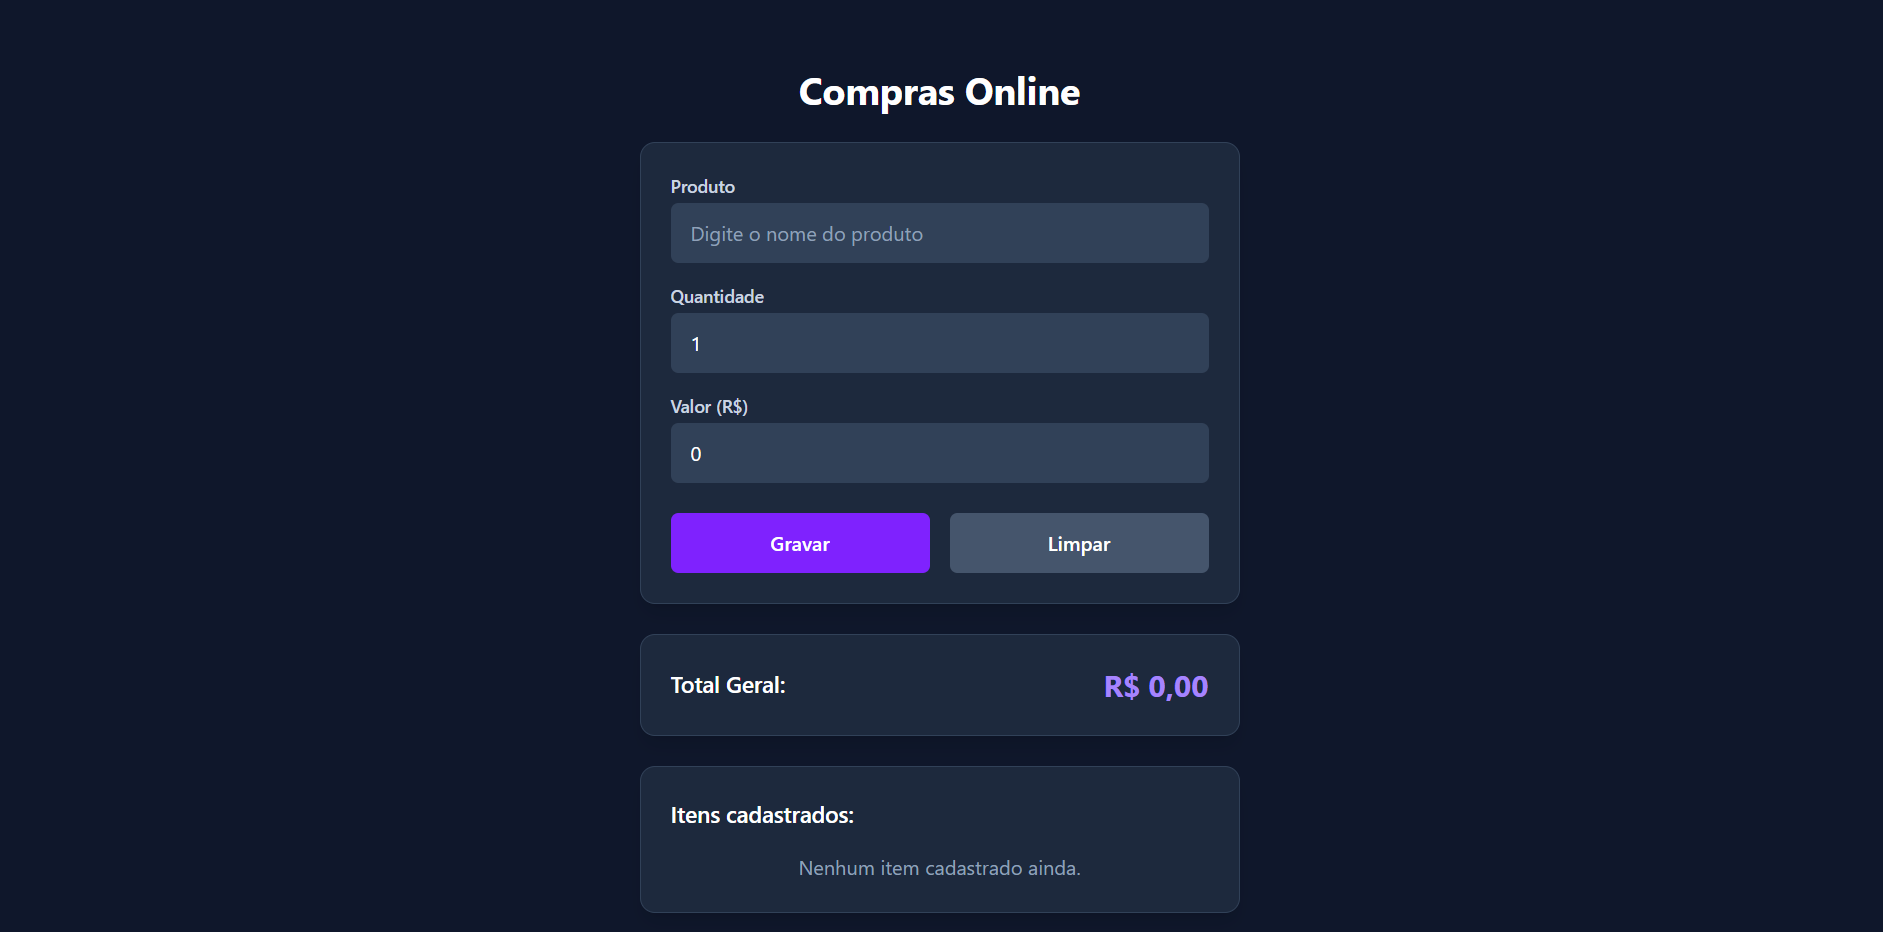 Compras Online
Produto
Digite o nome do produto
Quantidade
1
Valor (R$)
0
Gravar Limpar
Total Geral: R$ 0,00
Itens cadastrados:
Nenhum item cadastrado ainda.